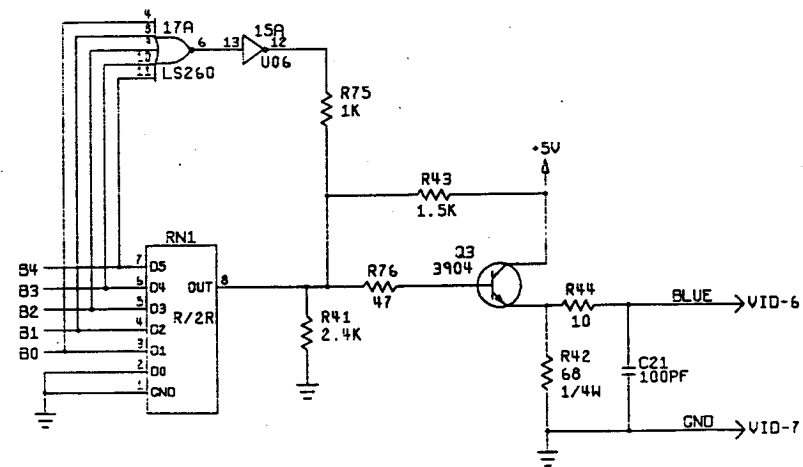 4
17A
15A
3
6
13
12
9
10
U06
11
LS260
R75
1K
+5V
R43
1.5K
RN1
Q3
3904
B4
7
D5
R76
B3
6
D4
OUT
8
47
R44
BLUE
VID-6
B2
5
D3
10
B1
4
D2
R/2R
R41
2.4K
B0
3
D1
R42
68
1/4W
C21
100PF
2
D0
1
GND
GND
VID-7